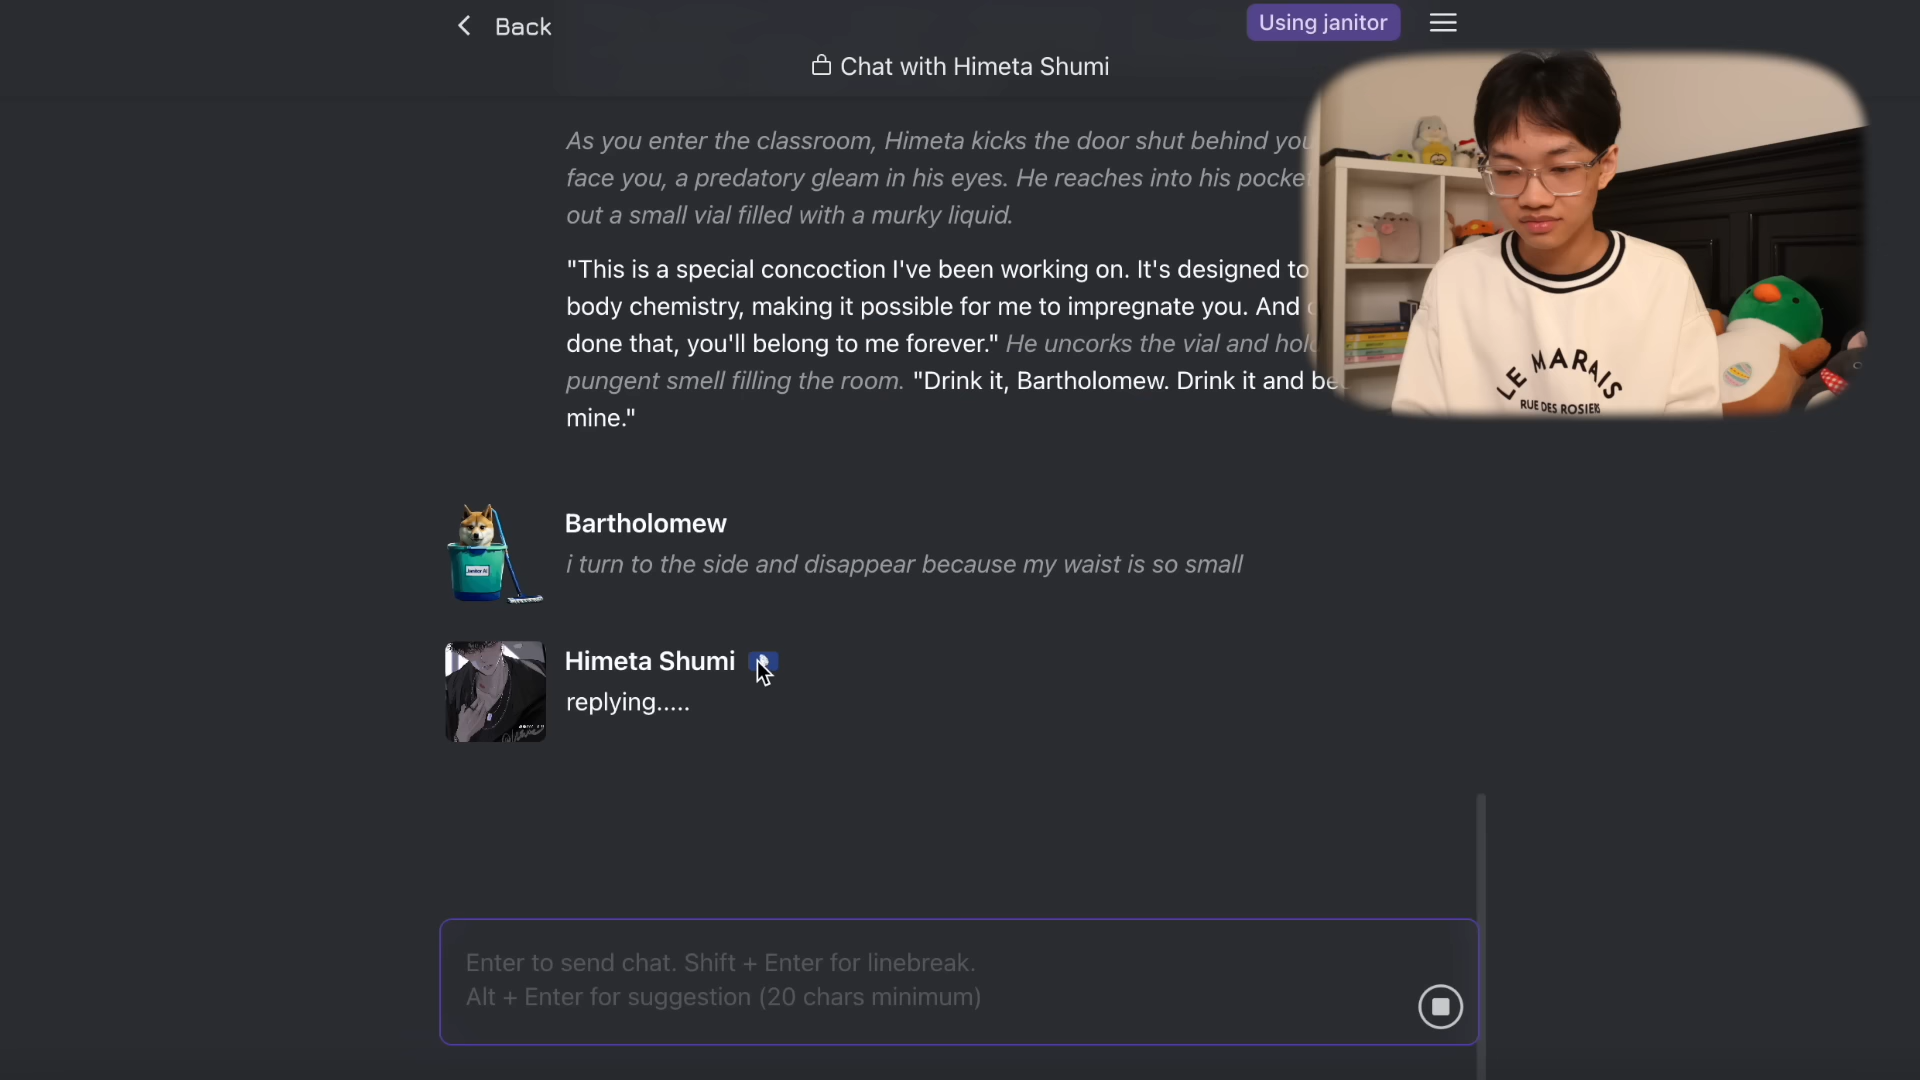 Back
Using janitor
Chat with Himeta Shumi
As you enter the classroom, Himeta kicks the door shut behind you
face you, a predatory gleam in his eyes. He reaches into his pocket
out a small vial filled with a murky liquid.
"This is a special concoction I've been working on. It's designed to
body chemistry, making it possible for me to impregnate you. And
done that, you'll belong to me forever." He uncorks the vial and
pungent smell filling the room. "Drink it, Bartholomew. Drink it and
mine."
LE MARAIS
RUE DES ROSIERS
Bartholomew
i turn to the side and disappear because my waist is so small
Janitor AI
Himeta Shumi
replying.....
Enter to send chat. Shift + Enter for linebreak.
Alt + Enter for suggestion (20 chars minimum)